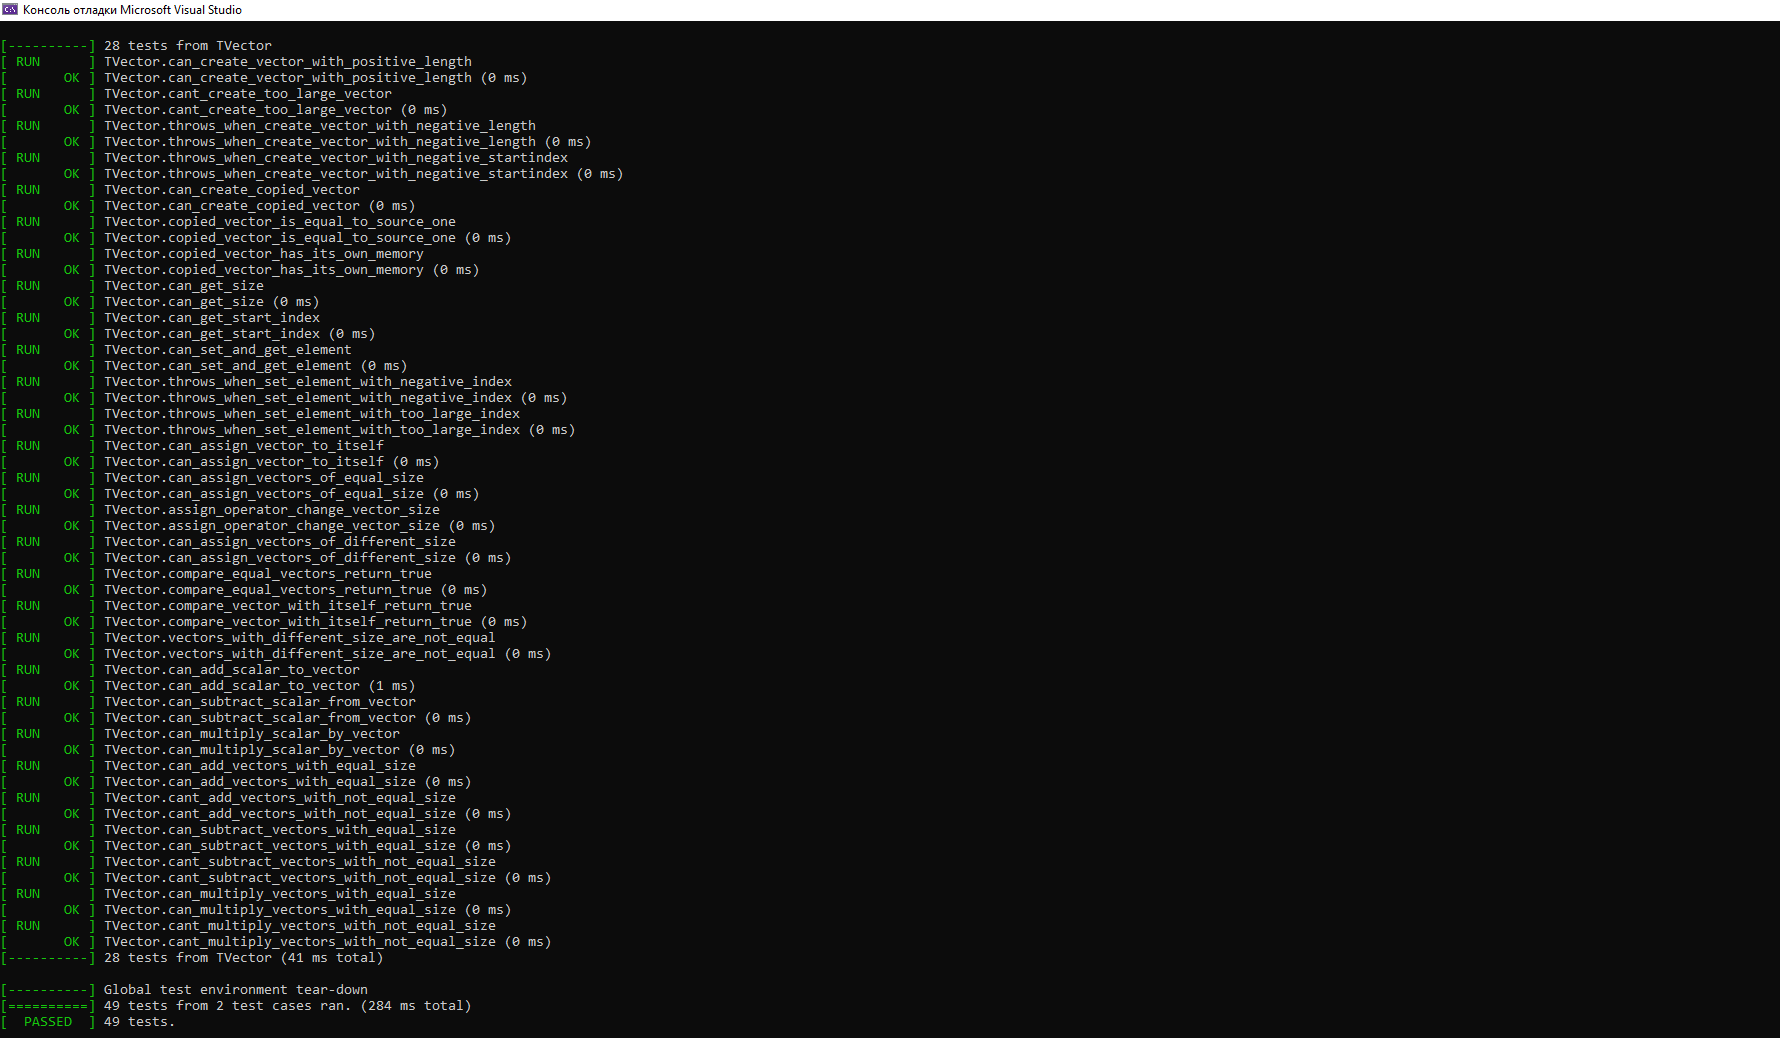 Консоль отладки Microsoft Visual Studio
[----------] 28 tests from TVector
[ RUN      ] TVector.can_create_vector_with_positive_length
[       OK ] TVector.can_create_vector_with_positive_length (0 ms)
[ RUN      ] TVector.cant_create_too_large_vector
[       OK ] TVector.cant_create_too_large_vector (0 ms)
[ RUN      ] TVector.throws_when_create_vector_with_negative_length
[       OK ] TVector.throws_when_create_vector_with_negative_length (0 ms)
[ RUN      ] TVector.throws_when_create_vector_with_negative_startindex
[       OK ] TVector.throws_when_create_vector_with_negative_startindex (0 ms)
[ RUN      ] TVector.can_create_copied_vector
[       OK ] TVector.can_create_copied_vector (0 ms)
[ RUN      ] TVector.copied_vector_is_equal_to_source_one
[       OK ] TVector.copied_vector_is_equal_to_source_one (0 ms)
[ RUN      ] TVector.copied_vector_has_its_own_memory
[       OK ] TVector.copied_vector_has_its_own_memory (0 ms)
[ RUN      ] TVector.can_get_size
[       OK ] TVector.can_get_size (0 ms)
[ RUN      ] TVector.can_get_start_index
[       OK ] TVector.can_get_start_index (0 ms)
[ RUN      ] TVector.can_set_and_get_element
[       OK ] TVector.can_set_and_get_element (0 ms)
[ RUN      ] TVector.throws_when_set_element_with_negative_index
[       OK ] TVector.throws_when_set_element_with_negative_index (0 ms)
[ RUN      ] TVector.throws_when_set_element_with_too_large_index
[       OK ] TVector.throws_when_set_element_with_too_large_index (0 ms)
[ RUN      ] TVector.can_assign_vector_to_itself
[       OK ] TVector.can_assign_vector_to_itself (0 ms)
[ RUN      ] TVector.can_assign_vectors_of_equal_size
[       OK ] TVector.can_assign_vectors_of_equal_size (0 ms)
[ RUN      ] TVector.assign_operator_change_vector_size
[       OK ] TVector.assign_operator_change_vector_size (0 ms)
[ RUN      ] TVector.can_assign_vectors_of_different_size
[       OK ] TVector.can_assign_vectors_of_different_size (0 ms)
[ RUN      ] TVector.compare_equal_vectors_return_true
[       OK ] TVector.compare_equal_vectors_return_true (0 ms)
[ RUN      ] TVector.compare_vector_with_itself_return_true
[       OK ] TVector.compare_vector_with_itself_return_true (0 ms)
[ RUN      ] TVector.vectors_with_different_size_are_not_equal
[       OK ] TVector.vectors_with_different_size_are_not_equal (0 ms)
[ RUN      ] TVector.can_add_scalar_to_vector
[       OK ] TVector.can_add_scalar_to_vector (1 ms)
[ RUN      ] TVector.can_subtract_scalar_from_vector
[       OK ] TVector.can_subtract_scalar_from_vector (0 ms)
[ RUN      ] TVector.can_multiply_scalar_by_vector
[       OK ] TVector.can_multiply_scalar_by_vector (0 ms)
[ RUN      ] TVector.can_add_vectors_with_equal_size
[       OK ] TVector.can_add_vectors_with_equal_size (0 ms)
[ RUN      ] TVector.cant_add_vectors_with_not_equal_size
[       OK ] TVector.cant_add_vectors_with_not_equal_size (0 ms)
[ RUN      ] TVector.can_subtract_vectors_with_equal_size
[       OK ] TVector.can_subtract_vectors_with_equal_size (0 ms)
[ RUN      ] TVector.cant_subtract_vectors_with_not_equal_size
[       OK ] TVector.cant_subtract_vectors_with_not_equal_size (0 ms)
[ RUN      ] TVector.can_multiply_vectors_with_equal_size
[       OK ] TVector.can_multiply_vectors_with_equal_size (0 ms)
[ RUN      ] TVector.cant_multiply_vectors_with_not_equal_size
[       OK ] TVector.cant_multiply_vectors_with_not_equal_size (0 ms)
[----------] 28 tests from TVector (41 ms total)
[----------] Global test environment tear-down
[==========] 49 tests from 2 test cases ran. (284 ms total)
[  PASSED  ] 49 tests.